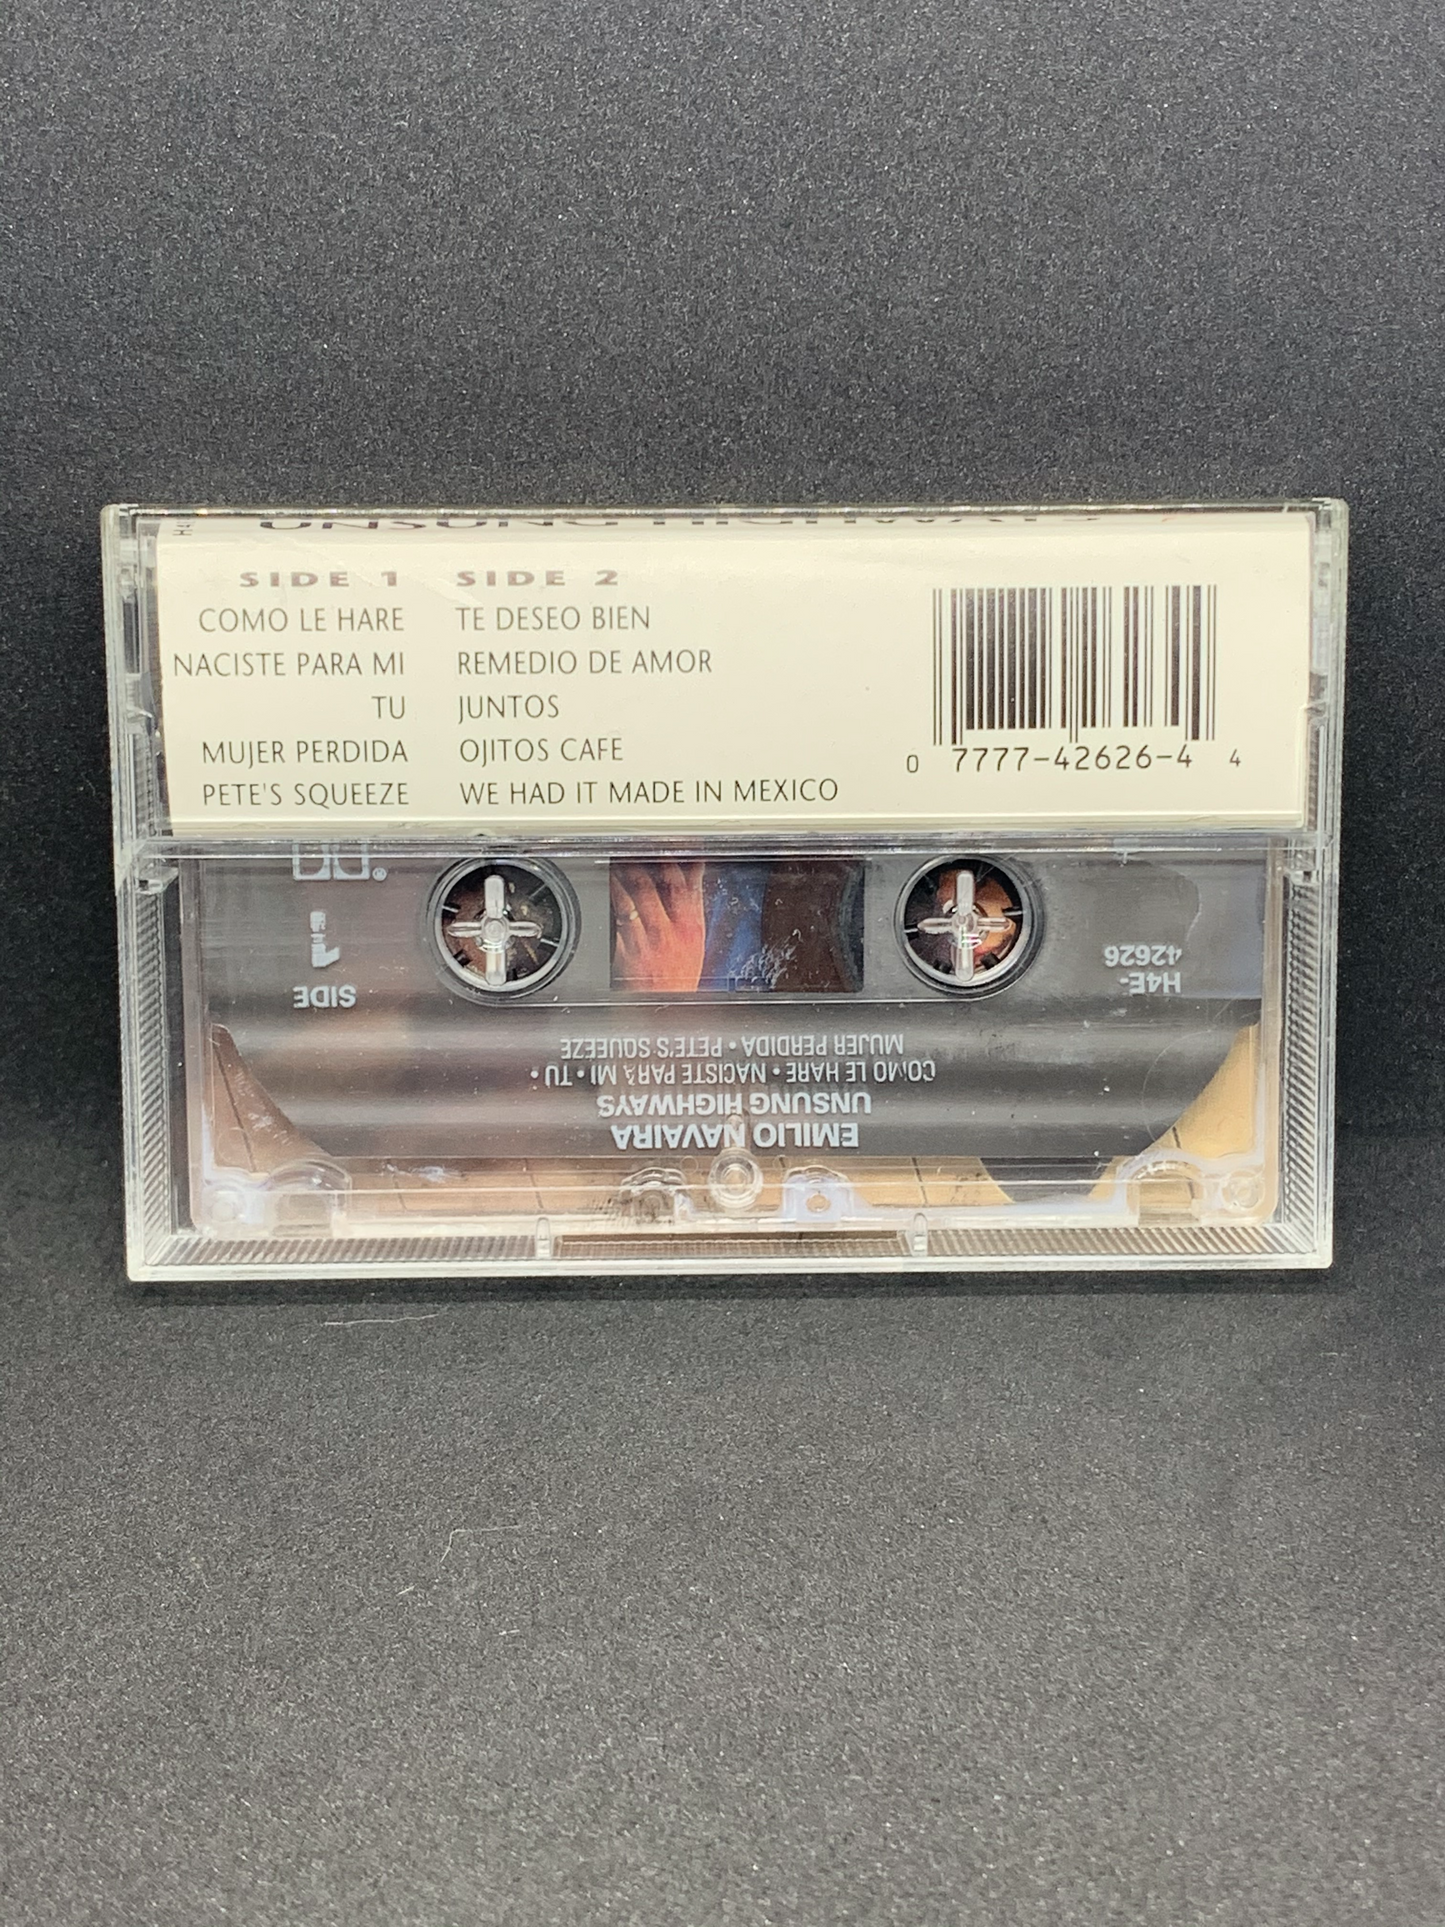 UNSUNG HIGHWAYS
SIDE 1
COMO LE HARE
NACISTE PARA MI
TU
MUJER PERDIDA
PETE'S SQUEEZE
SIDE 2
TE DESEO BIEN
REMEDIO DE AMOR
JUNTOS
OJITOS CAFE
WE HAD IT MADE IN MEXICO
0 7777-42626-4 4
EMILIO NAVAIRA
UNSUNG HIGHWAYS
COMO LE HARE • NACISTE PARA MI • TU •
MUJER PERDIDA • PETE'S SQUEEZE
H4E-
42626
SIDE
1